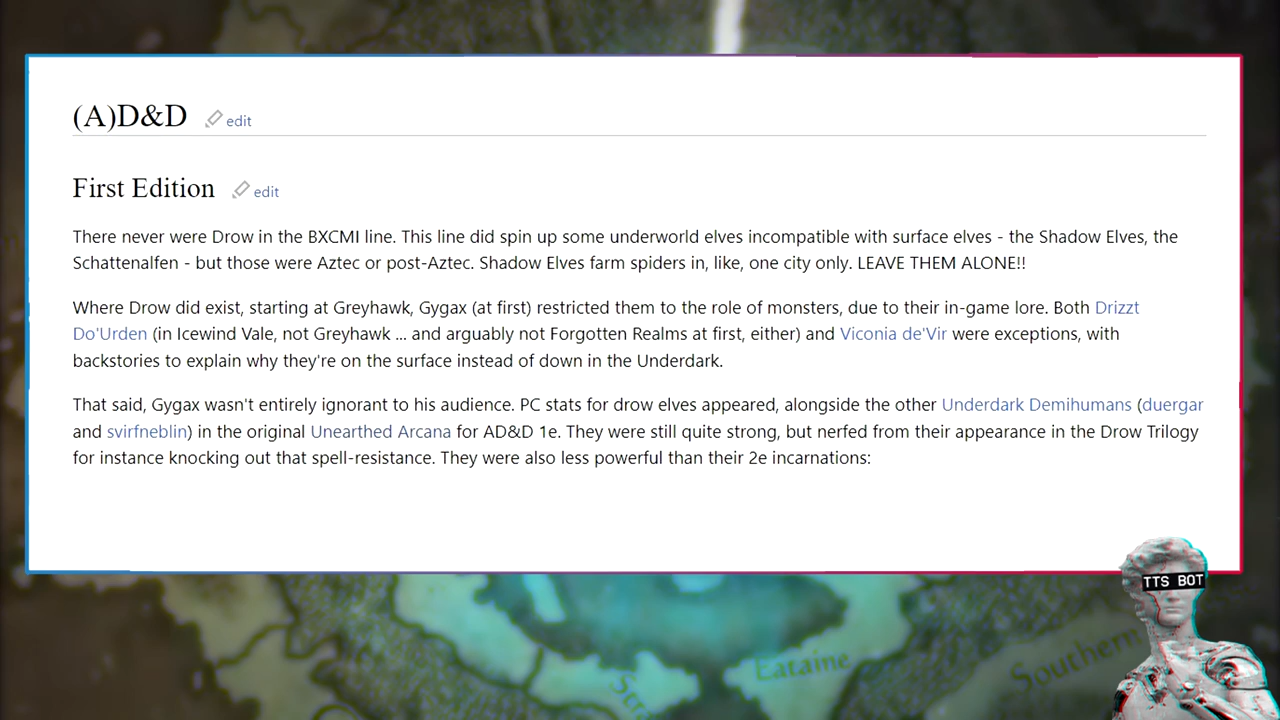 (A)D&D edit
First Edition edit
There never were Drow in the BXCMI line. This line did spin up some underworld elves incompatible with surface elves - the Shadow Elves, the
Schattenalfen - but those were Aztec or post-Aztec. Shadow Elves farm spiders in, like, one city only. LEAVE THEM ALONE!!
Where Drow did exist, starting at Greyhawk, Gygax (at first) restricted them to the role of monsters, due to their in-game lore. Both Drizzt
Do'Urden (in Icewind Vale, not Greyhawk ... and arguably not Forgotten Realms at first, either) and Viconia de'Vir were exceptions, with
backstories to explain why they're on the surface instead of down in the Underdark.
That said, Gygax wasn't entirely ignorant to his audience. PC stats for drow elves appeared, alongside the other Underdark Demihumans (duergar
and svirfneblin) in the original Unearthed Arcana for AD&D 1e. They were still quite strong, but nerfed from their appearance in the Drow Trilogy
for instance knocking out that spell-resistance. They were also less powerful than their 2e incarnations:
TTS BOT
Eataine
Southern